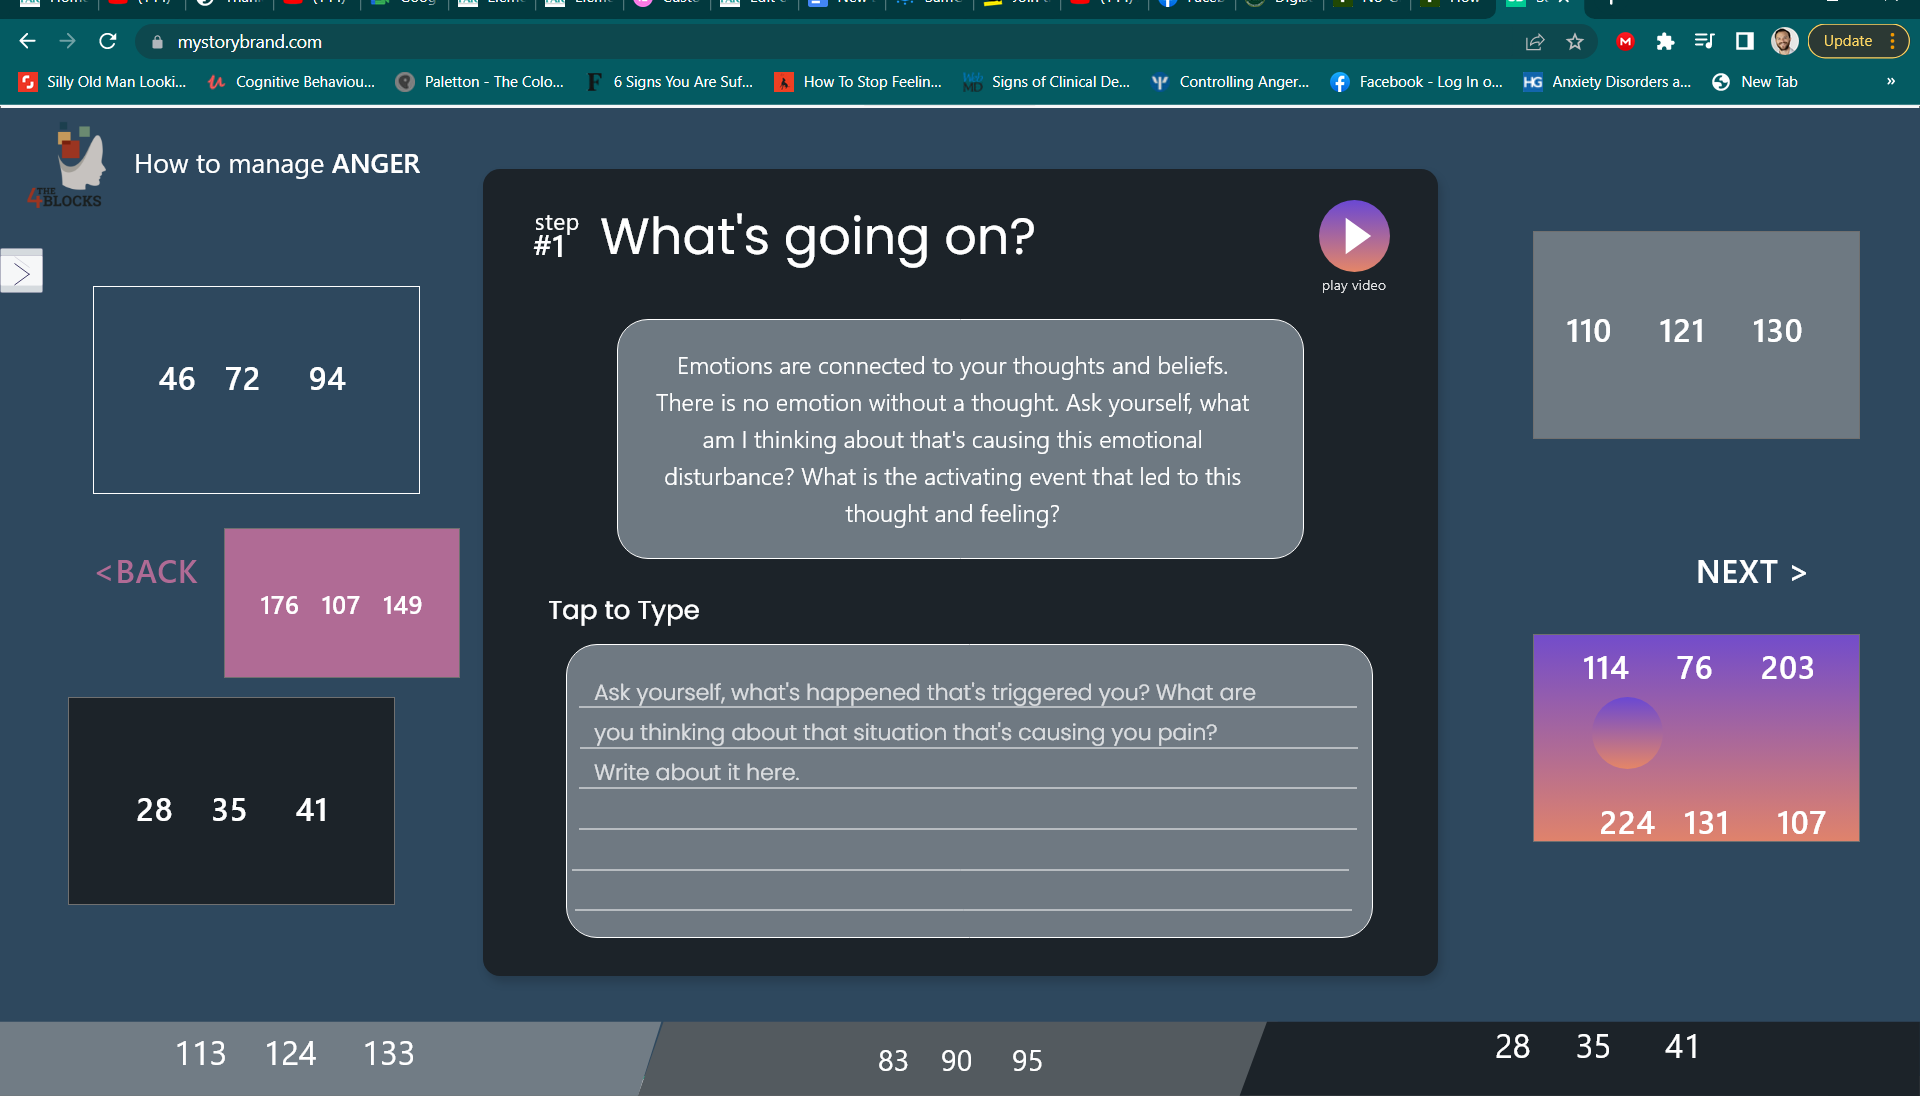 mystorybrand.com
Update
Silly Old Man Looki...
Cognitive Behaviou...
Paletton - The Colo...
6 Signs You Are Suf...
How To Stop Feelin...
Signs of Clinical De...
Controlling Anger...
Facebook - Log In o...
HG
Anxiety Disorders a...
New Tab
»
4 THE BLOCKS
How to manage ANGER
step
#1
What's going on?
play video
46 72 94
110 121 130
Emotions are connected to your thoughts and beliefs.
There is no emotion without a thought. Ask yourself, what
am I thinking about that's causing this emotional
disturbance? What is the activating event that led to this
thought and feeling?
<BACK
176 107 149
NEXT >
Tap to Type
114 76 203
Ask yourself, what's happened that's triggered you? What are
you thinking about that situation that's causing you pain?
Write about it here.
28 35 41
224 131 107
113 124 133
83 90 95
28 35 41